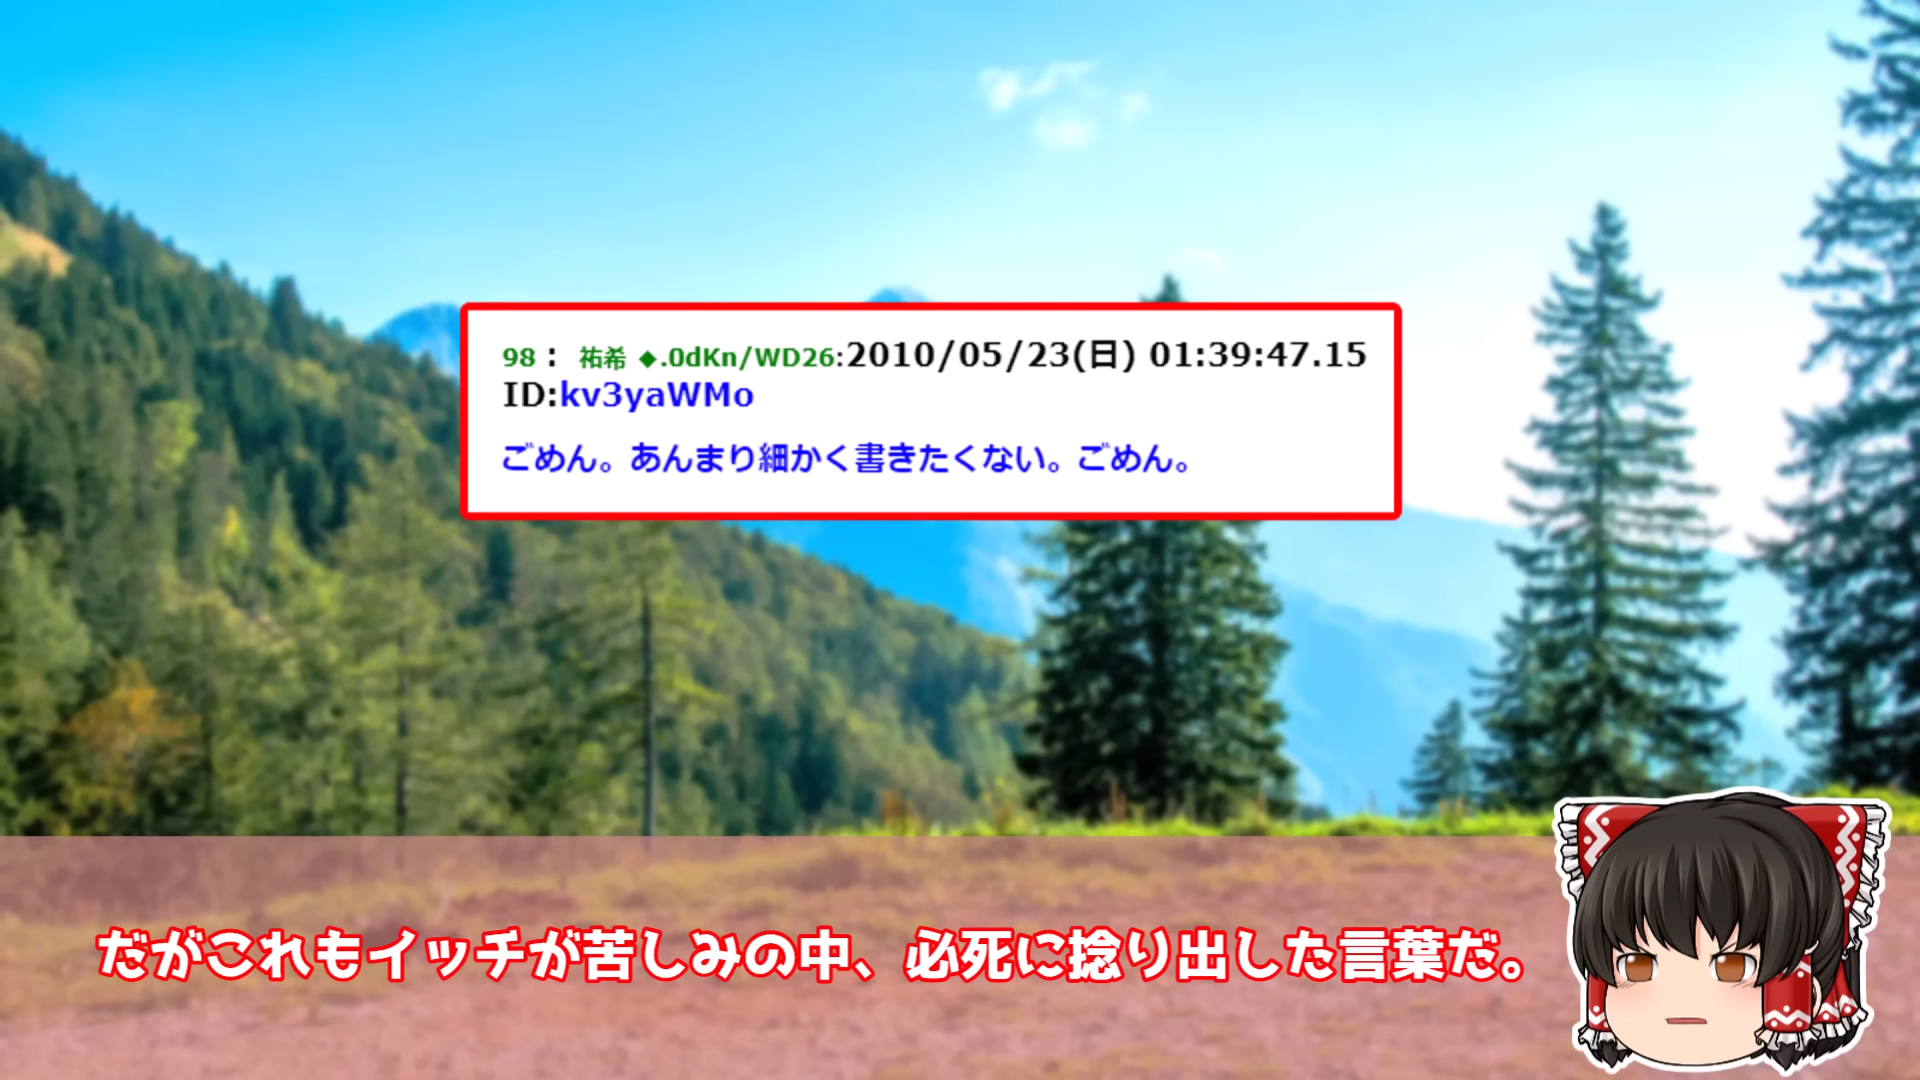 98： 祐希 ◆.0dKn/WD26:2010/05/23(日) 01:39:47.15
ID:kv3yaWMo
ごめん。あんまり細かく書きたくない。ごめん。
だがこれもイッチが苦しみの中、必死に捻り出した言葉だ。